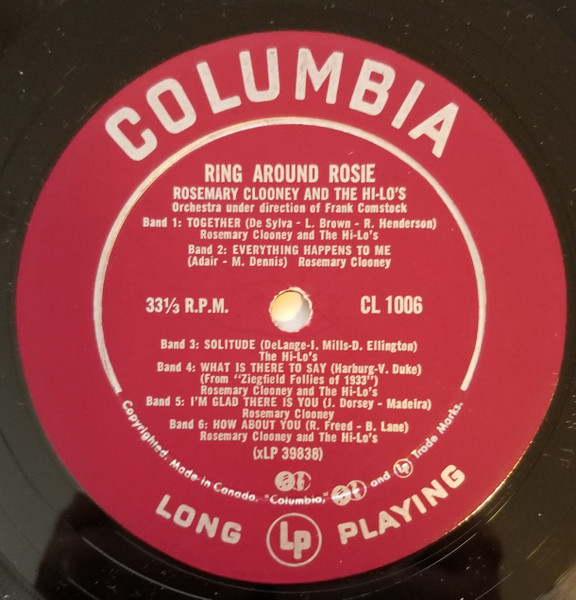 COLUMBIA
RING AROUND ROSIE
ROSEMARY CLOONEY AND THE HI-LO'S
Orchestra under direction of Frank Comstock
Band 1: TOGETHER (De Sylva - L. Brown - R. Henderson)
Rosemary Clooney and The Hi-Lo's
Band 2: EVERYTHING HAPPENS TO ME
(Adair - M. Dennis) Rosemary Clooney
33⅓ R.P.M. CL 1006
Band 3: SOLITUDE (DeLange-I. Mills-D. Ellington)
The Hi-Lo's
Band 4: WHAT IS THERE TO SAY (Harburg-V. Duke)
(From "Ziegfield Follies of 1933")
Rosemary Clooney and The Hi-Lo's
Band 5: I'M GLAD THERE IS YOU (J. Dorsey - Madeira)
Rosemary Clooney
Band 6: HOW ABOUT YOU (R. Freed - B. Lane)
Rosemary Clooney and The Hi-Lo's
(xLP 39838)
Copyrighted. Made in Canada. "Columbia," and Lp Trade Marks.
LONG Lp PLAYING